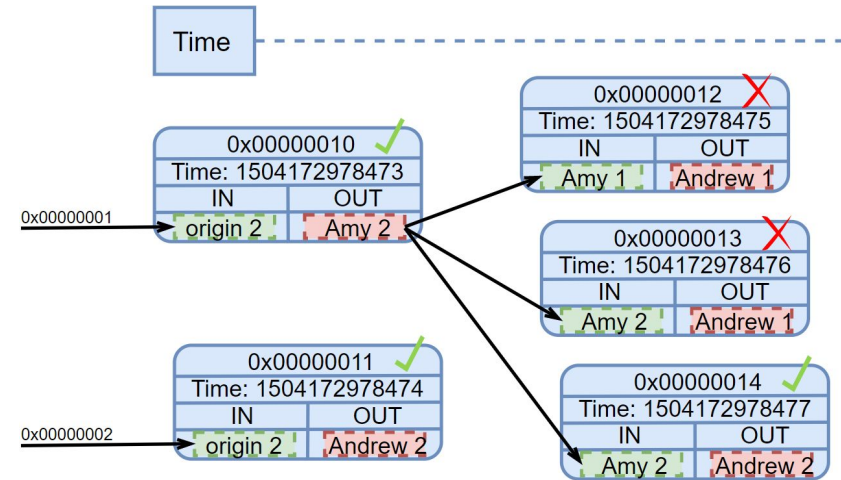 Time
0x00000012
Time: 1504172978475
IN OUT
Amy 1 Andrew 1
0x00000010
Time: 1504172978473
IN OUT
origin 2 Amy 2
0x00000001
0x00000013
Time: 1504172978476
IN OUT
Amy 2 Andrew 1
0x00000011
Time: 1504172978474
IN OUT
origin 2 Andrew 2
0x00000002
0x00000014
Time: 1504172978477
IN OUT
Amy 2 Andrew 2